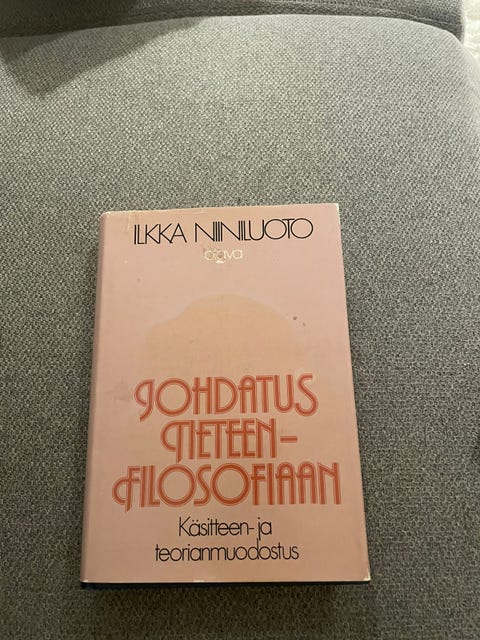 ILKKA NIINILUOTO
otava
JOHDATUS
TIETEEN-
FILOSOFIAAN
Käsitteen- ja
teorianmuodostus